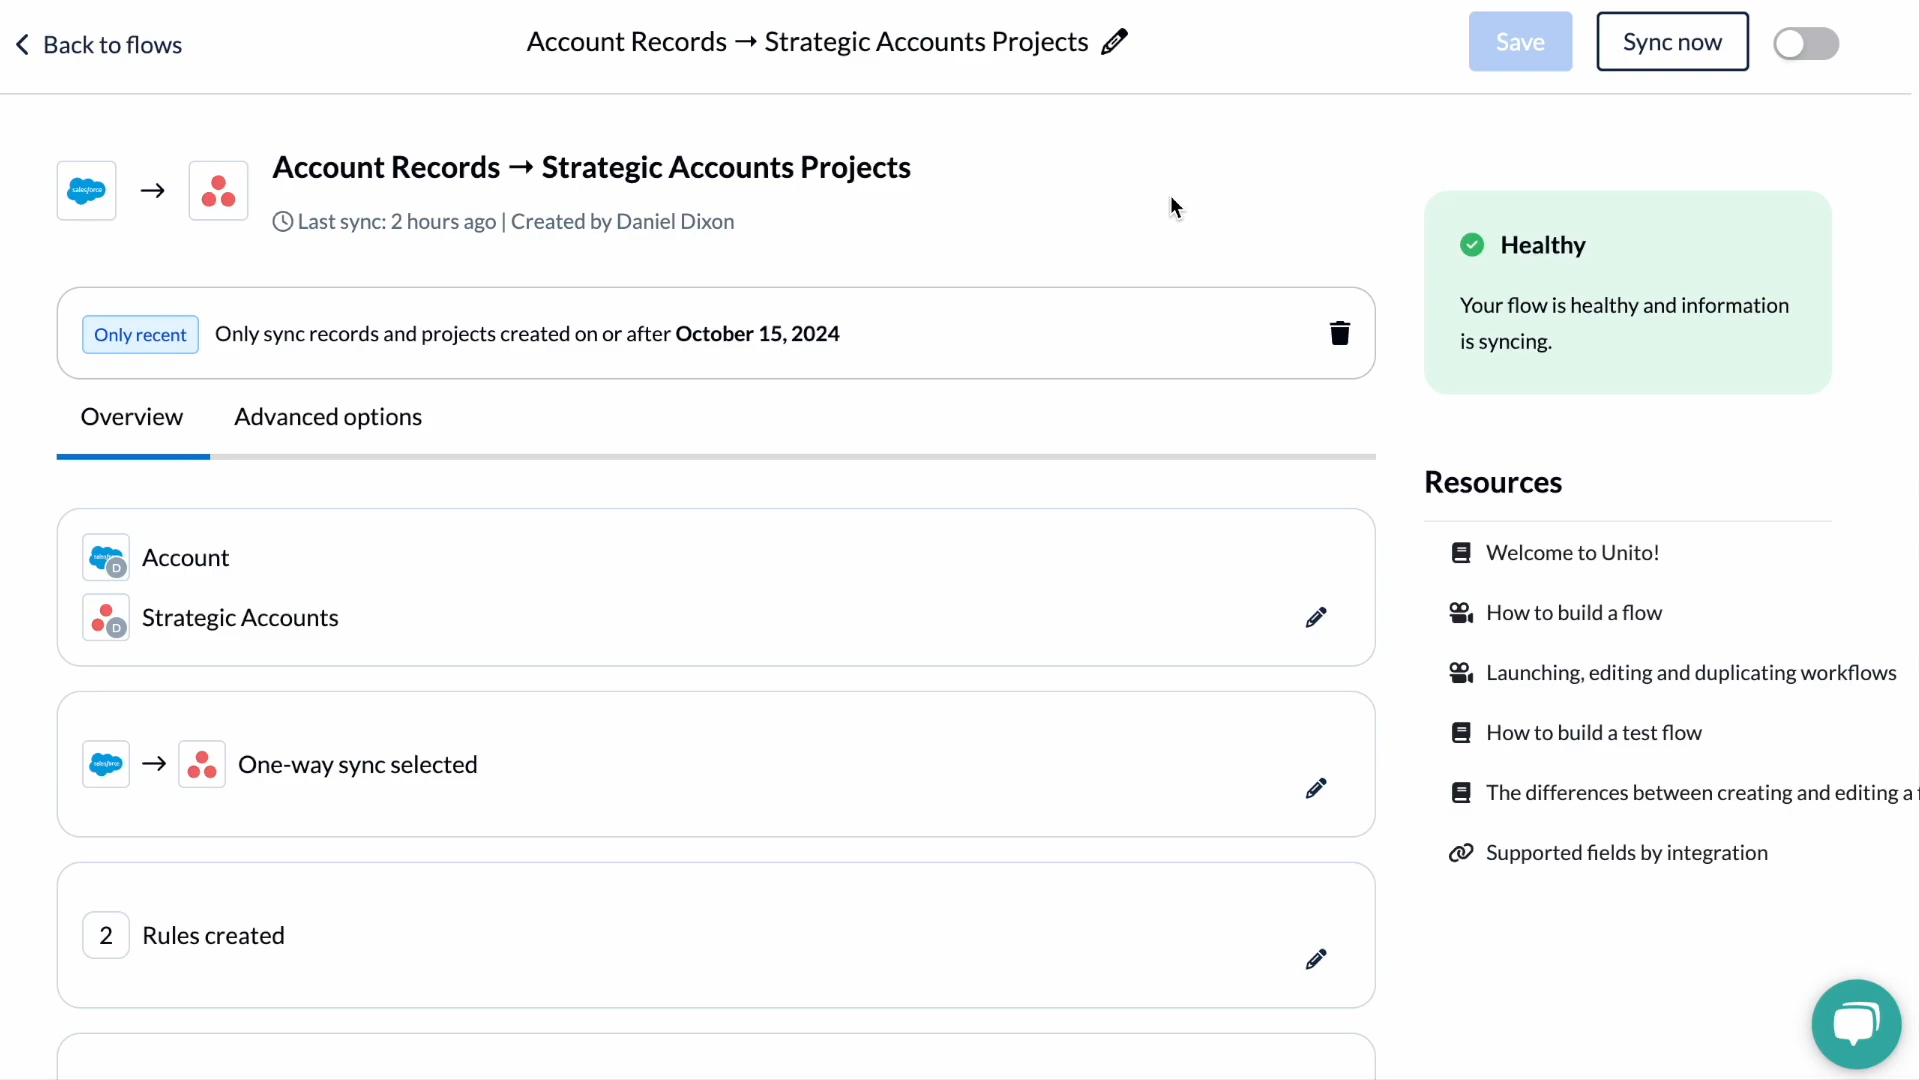 Back to flows
Account Records → Strategic Accounts Projects
Save
Sync now
salesforce
Account Records → Strategic Accounts Projects
Last sync: 2 hours ago | Created by Daniel Dixon
Healthy
Your flow is healthy and information
is syncing.
Only recent
Only sync records and projects created on or after October 15, 2024
Overview
Advanced options
Resources
Welcome to Unito!
How to build a flow
Launching, editing and duplicating workflows
How to build a test flow
The differences between creating and editing a
Supported fields by integration
D
Account
D
Strategic Accounts
salesforce
One-way sync selected
2
Rules created